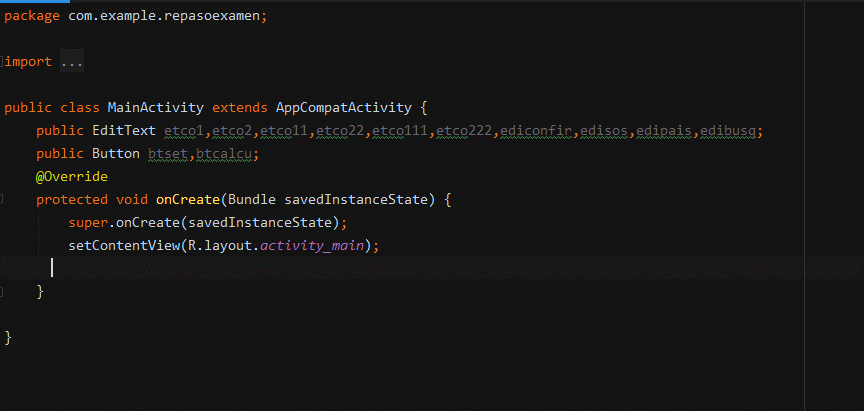 package com.example.repasoexamen;
import ...
public class MainActivity extends AppCompatActivity {
public EditText etco1,etco2,etco11,etco22,etco111,etco222,ediconfir,edisos,edipais,edibusq;
public Button btset,btcalcu;
@Override
protected void onCreate(Bundle savedInstanceState) {
super.onCreate(savedInstanceState);
setContentView(R.layout.activity_main);
}
}